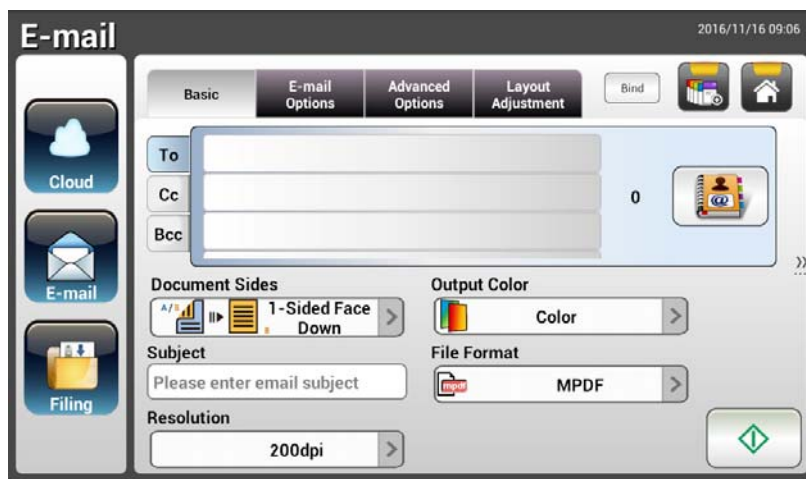 E-mail
2016/11/16 09:06
Basic
E-mail Options
Advanced Options
Layout Adjustment
Bind
Cloud
E-mail
Filing
To
Cc
Bcc
0
@
Document Sides
A/B
1-Sided Face
Down
Output Color
Color
Subject
Please enter email subject
File Format
mpdf
MPDF
Resolution
200dpi